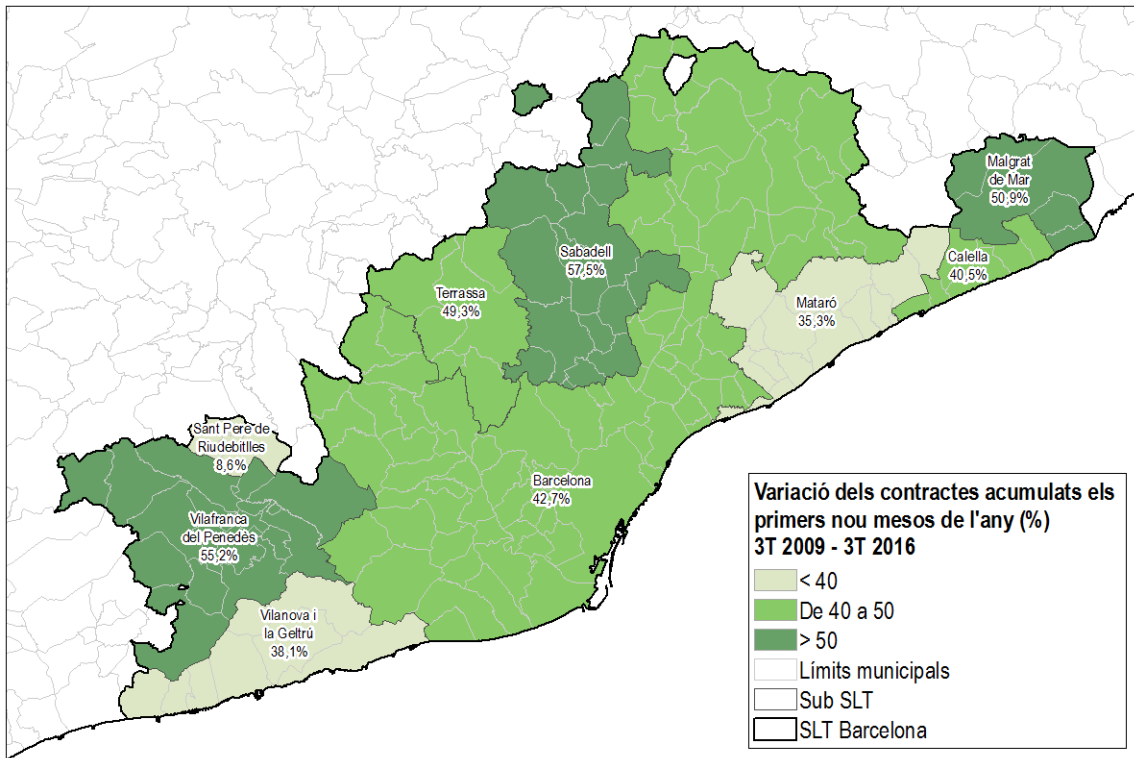 Malgrat
de Mar
50,9%
Sabadell
57,5%
Calella
40,5%
Terrassa
49,3%
Mataró
35,3%
Sant Pere de
Riudebitlles
8,6%
Barcelona
42,7%
Vilafranca
del Penedès
55,2%
Vilanova i
la Geltrú
38,1%
Variació dels contractes acumulats els
primers nou mesos de l'any (%)
3T 2009 - 3T 2016
< 40
De 40 a 50
> 50
Límits municipals
Sub SLT
SLT Barcelona